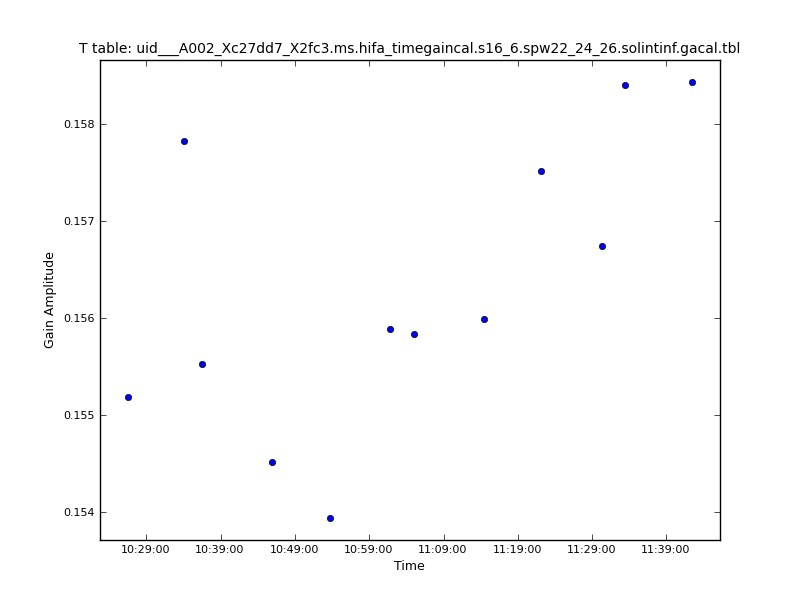 T table: uid___A002_Xc27dd7_X2fc3.ms.hifa_timegaincal.s16_6.spw22_24_26.solintinf.gacal.tbl
0.158
0.157
0.156
0.155
0.154
Gain Amplitude
10:29:00 10:39:00 10:49:00 10:59:00 11:09:00 11:19:00 11:29:00 11:39:00
Time